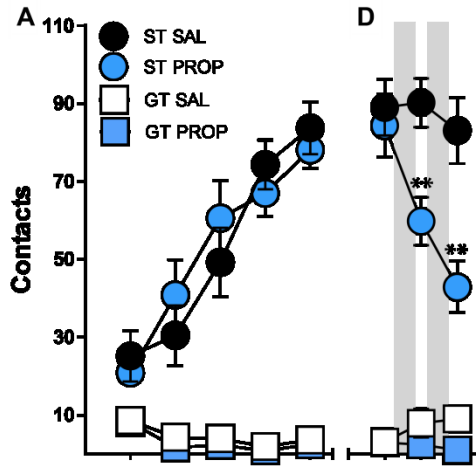 A
D
ST SAL
ST PROP
GT SAL
GT PROP
Contacts
110
90
70
50
30
10
**
**